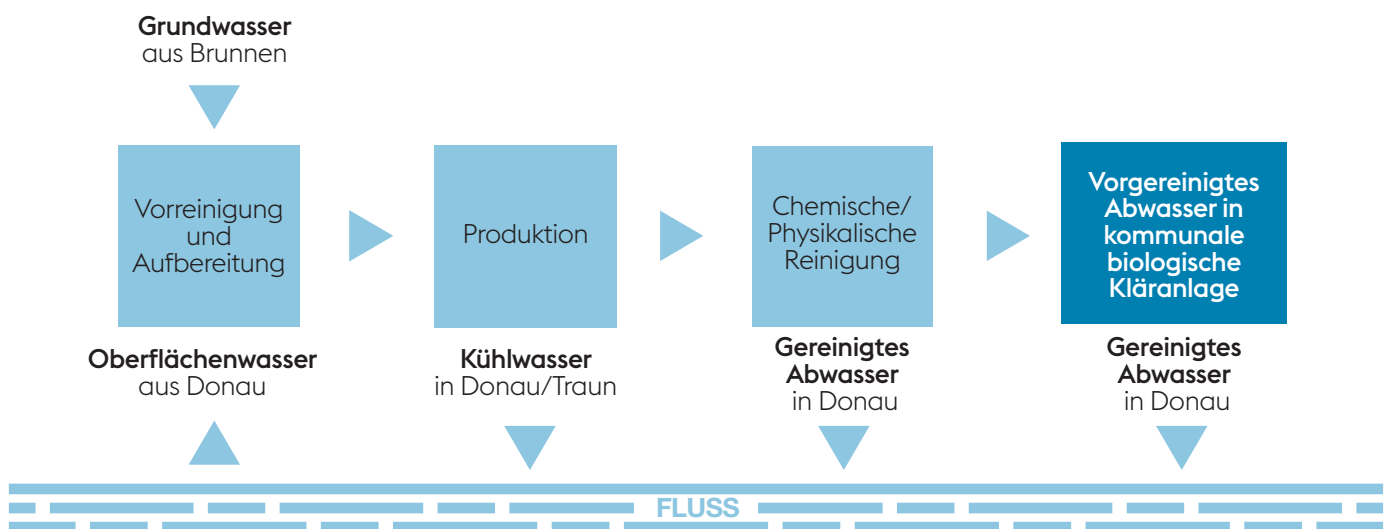 Grundwasser
aus Brunnen
Vorreinigung
und
Aufbereitung
Produktion
Chemische/
Physikalische
Reinigung
Vorgereinigtes
Abwasser in
kommunale
biologische
Kläranlage
Oberflächenwasser
aus Donau
Kühlwasser
in Donau/Traun
Gereinigtes
Abwasser
in Donau
Gereinigtes
Abwasser
in Donau
FLUSS